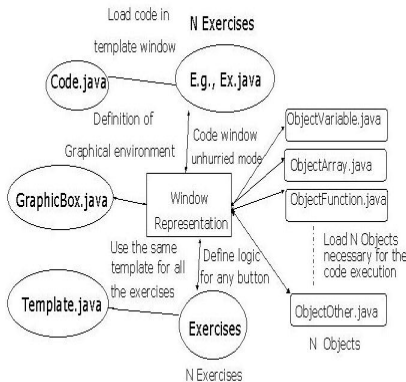 Load code in
template window
N Exercises
Code.java
E.g., Ex.java
Definition of
Graphical environment
Code window
unhurried mode
ObjectVariable.java
ObjectArray.java
ObjectFunction.java
GraphicBox.java
Window
Representation
Load N Objects
necessary for the
code execution
Use the same
template for all
the exercises
Define logic
for any button
Template.java
Exercises
N Exercises
ObjectOther.java
N Objects